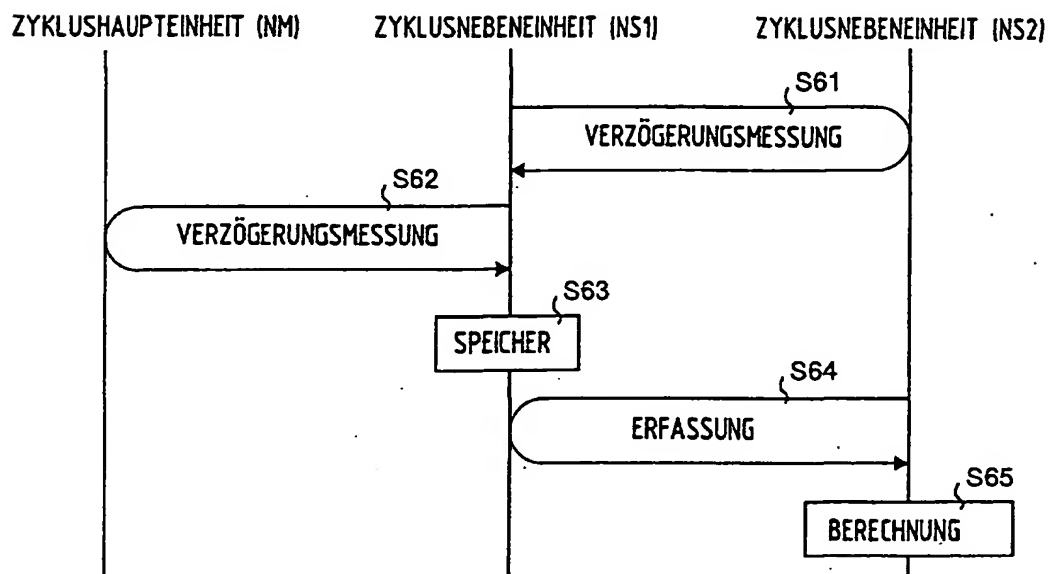 ZYKLUSHAUPTEINHEIT (NM) ZYKLUSNEBENEINHEIT (NS1) ZYKLUSNEBENEINHEIT (NS2)
S61
VERZÖGERUNGSMESSUNG
S62
VERZÖGERUNGSMESSUNG
S63
SPEICHER
S64
ERFASSUNG
S65
BERECHNUNG